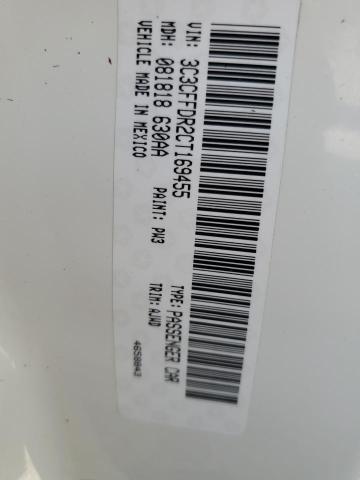 VIN: 3C3CFFDR2CT169455 TYPE: PASSENGER CAR
MDH: 081818 630AA PAINT: PW3 TRIM: AJWD
VEHICLE MADE IN MEXICO 4658843